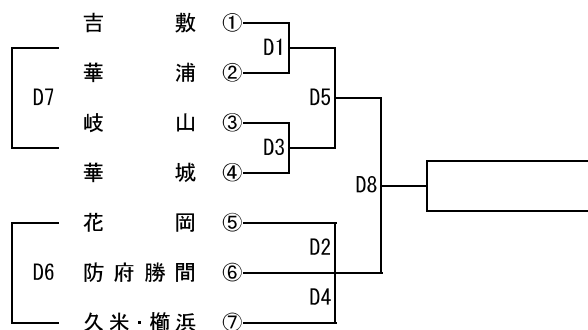 吉敷 ①
D1
華浦 ②
D7
D5
岐山 ③
D3
華城 ④
D8
花岡 ⑤
D2
D6
防府勝間 ⑥
D4
久米・櫛浜 ⑦